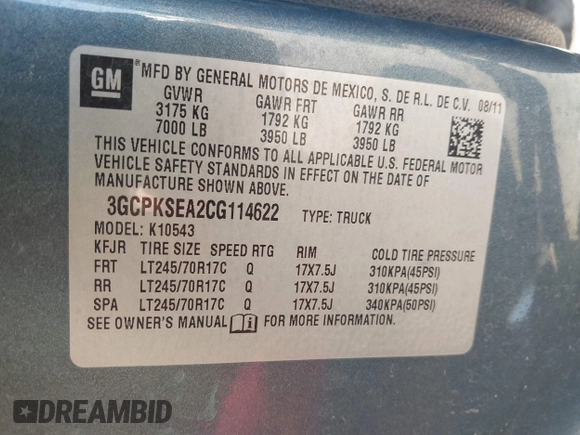 GM
® MFD BY GENERAL MOTORS DE MEXICO, S. DE R.L. DE C.V. 08/11
GVWR GAWR FRT GAWR RR
3175 KG 1792 KG 1792 KG
7000 LB 3950 LB 3950 LB
THIS VEHICLE CONFORMS TO ALL APPLICABLE U.S. FEDERAL MOTOR
VEHICLE SAFETY STANDARDS IN EFFECT ON THE DATE OF
MANUFACTURE SHOWN ABOVE.
3GCPKSEA2CG114622 TYPE: TRUCK
MODEL: K10543
KFJR TIRE SIZE SPEED RTG RIM COLD TIRE PRESSURE
FRT LT245/70R17C Q 17X7.5J 310KPA(45PSI)
RR LT245/70R17C Q 17X7.5J 310KPA(45PSI)
SPA LT245/70R17C Q 17X7.5J 340KPA(50PSI)
SEE OWNER'S MANUAL i FOR MORE INFORMATION.
DREAMBID